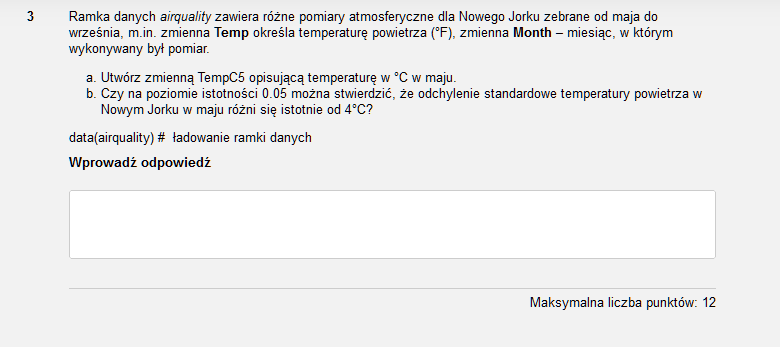 3 Ramka danych airquality zawiera różne pomiary atmosferyczne dla Nowego Jorku zebrane od maja do
września, m.in. zmienna Temp określa temperaturę powietrza (°F), zmienna Month – miesiąc, w którym
wykonywany był pomiar.
a. Utwórz zmienną TempC5 opisującą temperaturę w °C w maju.
b. Czy na poziomie istotności 0.05 można stwierdzić, że odchylenie standardowe temperatury powietrza w
Nowym Jorku w maju różni się istotnie od 4°C?
data(airquality) # ładowanie ramki danych
Wprowadź odpowiedź
Maksymalna liczba punktów: 12